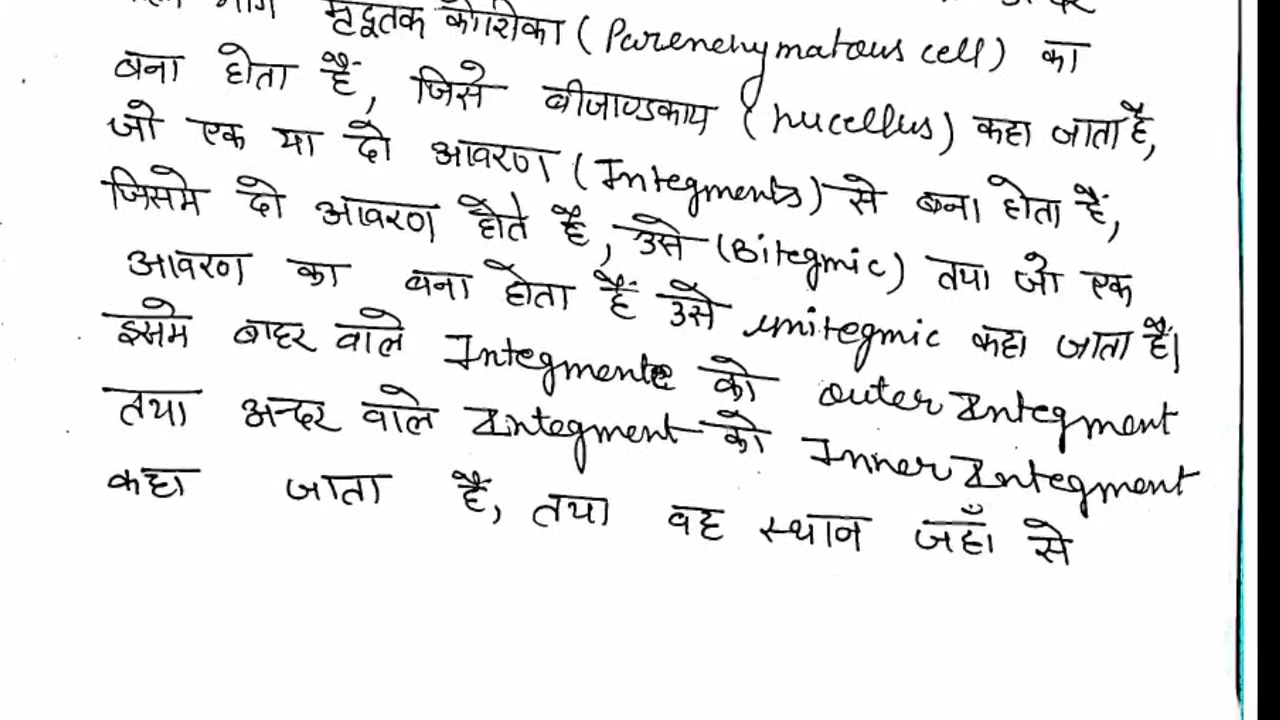 भाग मृदूतक कोशिका (Parenchymatous cell) का
बना होता हैं, जिसे बीजाण्डकाय (nucellus) कहा जाता है,
जो एक या दो आवरण (Integments) से बना होता हैं,
जिसमे दो आवरण होते है, उसे (Bitegmic) तथा जो एक
आवरण का बना होता हैं उसे unitegmic कहा जाता हैं।
इसमे बाहर वाले Integmente को outer Integment
तथा अन्दर वाले Integment को Inner Integment
कहा जाता हैं, तथा वह स्थान जहाँ से